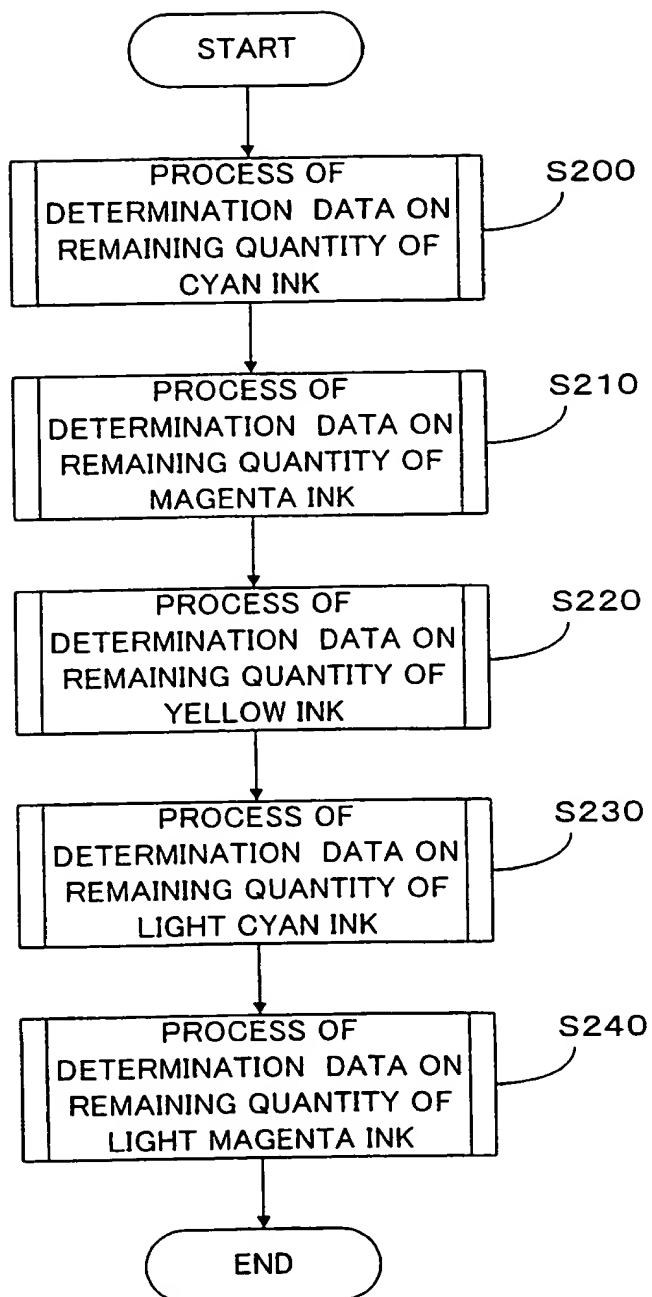 START
PROCESS OF
DETERMINATION DATA ON
REMAINING QUANTITY OF
CYAN INK
S200
PROCESS OF
DETERMINATION DATA ON
REMAINING QUANTITY OF
MAGENTA INK
S210
PROCESS OF
DETERMINATION DATA ON
REMAINING QUANTITY OF
YELLOW INK
S220
PROCESS OF
DETERMINATION DATA ON
REMAINING QUANTITY OF
LIGHT CYAN INK
S230
PROCESS OF
DETERMINATION DATA ON
REMAINING QUANTITY OF
LIGHT MAGENTA INK
S240
END